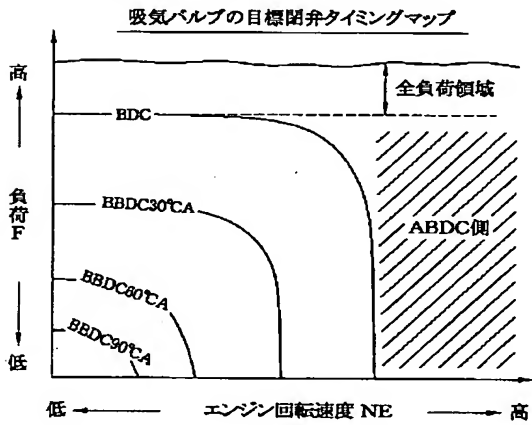 吸気バルブの目標閉弁タイミングマップ
高
全負荷領域
BDC
負荷F
BBDC30℃A
ABDC側
BBDC60℃A
BBDC90℃A
低
低
エンジン回転速度 NE
高